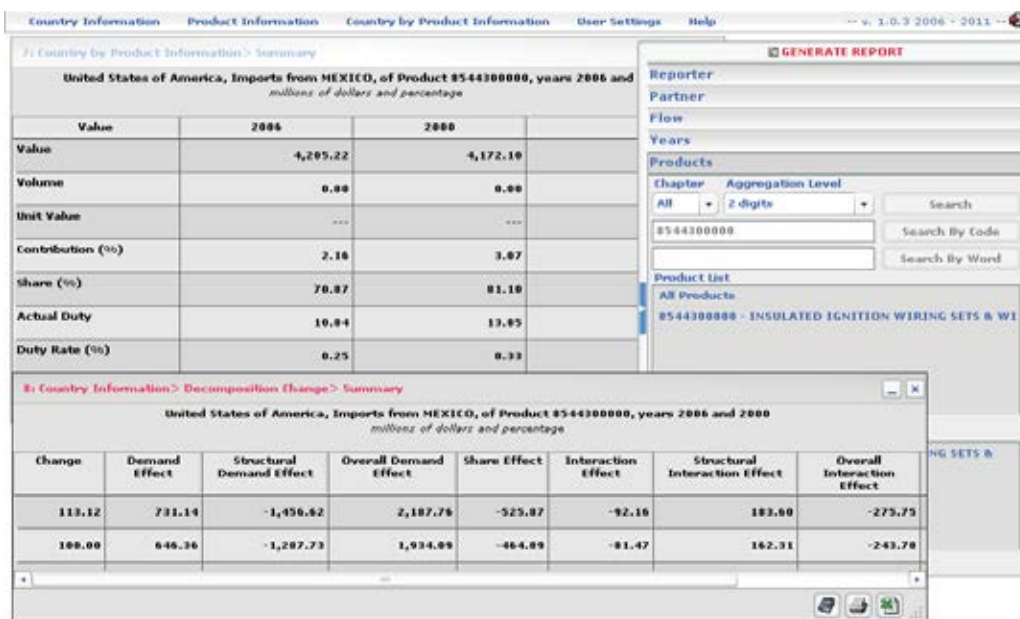 Country Information Product Information Country by Product Information User Settings Help -- v. 1.0.3 2006 - 2011 --
7: Country by Product Information> Summary
United States of America, Imports from MEXICO, of Product 8544300000, years 2006 and
millions of dollars and percentage
Value 2006 2000
Value 4,205.22 4,172.10
Volume 0.00 0.00
Unit Value --- ---
Contribution (%) 2.16 3.07
Share (%) 70.87 81.10
Actual Duty 10.04 13.05
Duty Rate (%) 0.25 0.33
GENERATE REPORT
Reporter
Partner
Flow
Years
Products
Chapter Aggregation Level
All 2 digits Search
8544300000 Search By Code
Search By Word
Product List
All Products
8544300000 - INSULATED IGNITION WIRING SETS & WI
NG SETS &
8: Country Information> Decomposition Change> Summary
United States of America, Imports from MEXICO, of Product 8544300000, years 2006 and 2000
millions of dollars and percentage
Change Demand Effect Structural Demand Effect Overall Demand Effect Share Effect Interaction Effect Structural Interaction Effect Overall Interaction Effect
113.12 731.14 -1,456.62 2,187.76 -525.87 -92.16 183.60 -275.75
100.00 646.36 -1,287.73 1,934.09 -464.89 -81.47 162.31 -243.78